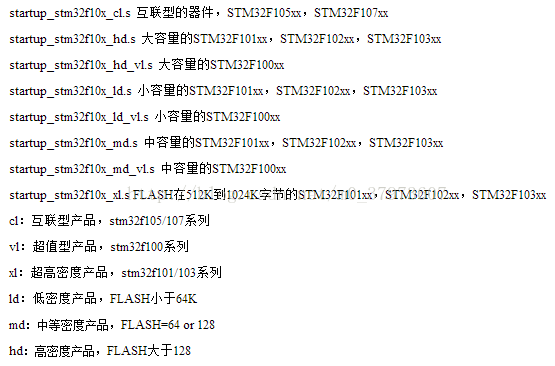 startup_stm32f10x_cl.s 互联型的器件，STM32F105xx，STM32F107xx
startup_stm32f10x_hd.s 大容量的STM32F101xx，STM32F102xx，STM32F103xx
startup_stm32f10x_hd_vl.s 大容量的STM32F100xx
startup_stm32f10x_ld.s 小容量的STM32F101xx，STM32F102xx，STM32F103xx
startup_stm32f10x_ld_vl.s 小容量的STM32F100xx
startup_stm32f10x_md.s 中容量的STM32F101xx，STM32F102xx，STM32F103xx
startup_stm32f10x_md_vl.s 中容量的STM32F100xx
startup_stm32f10x_xl.s FLASH在512K到1024K字节的STM32F101xx，STM32F102xx，STM32F103xx
cl：互联型产品，stm32f105/107系列
vl：超值型产品，stm32f100系列
xl：超高密度产品，stm32f101/103系列
ld：低密度产品，FLASH小于64K
md：中等密度产品，FLASH=64 or 128
hd：高密度产品，FLASH大于128